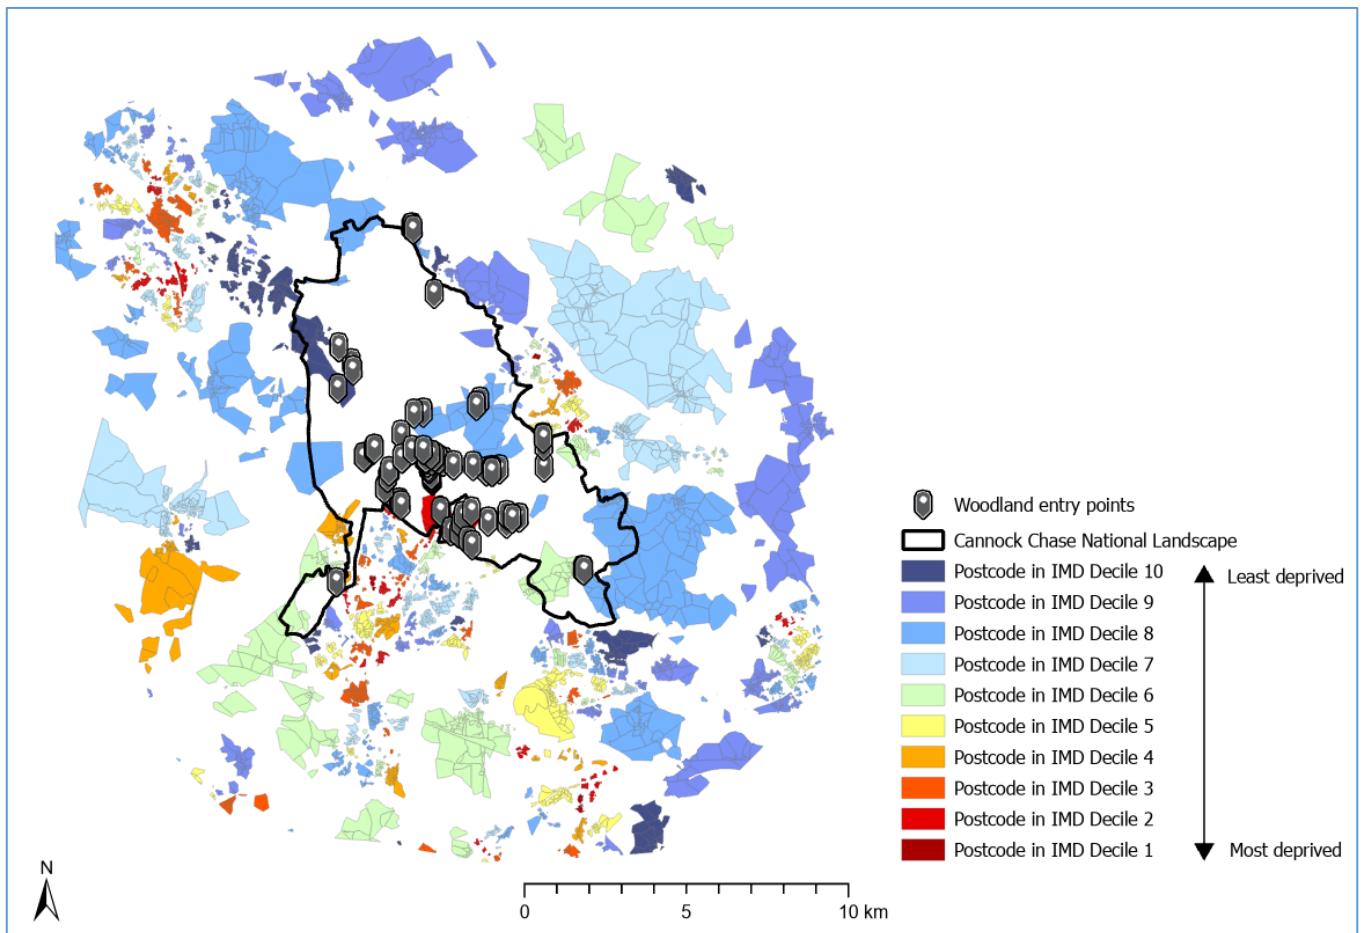 Woodland entry points
Cannock Chase National Landscape
Postcode in IMD Decile 10
Postcode in IMD Decile 9
Postcode in IMD Decile 8
Postcode in IMD Decile 7
Postcode in IMD Decile 6
Postcode in IMD Decile 5
Postcode in IMD Decile 4
Postcode in IMD Decile 3
Postcode in IMD Decile 2
Postcode in IMD Decile 1
Least deprived
Most deprived
N
0 5 10 km